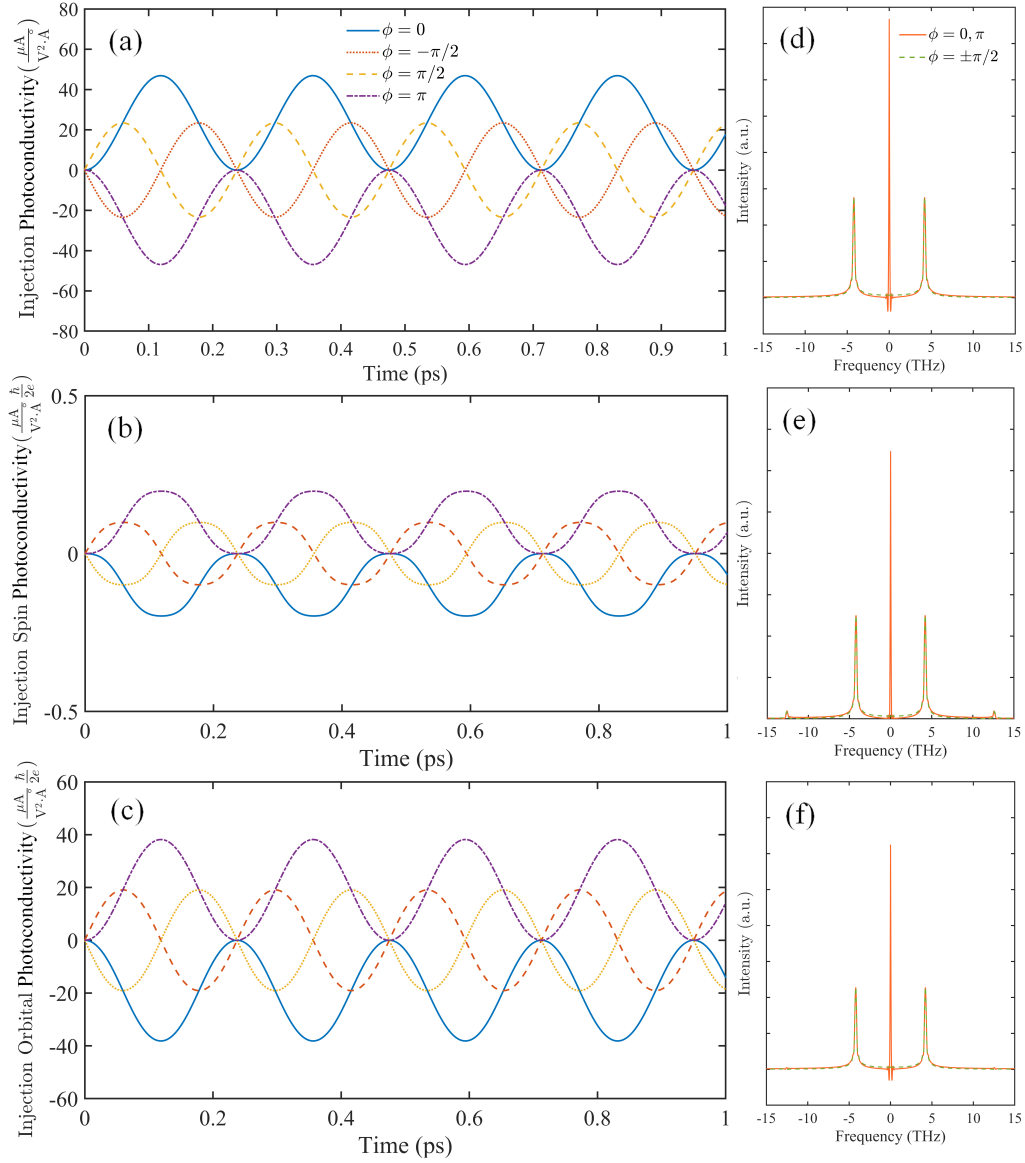 Injection Photoconductivity (μA/V²·A °)
80
60
40
20
0
-20
-40
-60
-80
(a)
ϕ = 0
ϕ = −π/2
ϕ = π/2
ϕ = π
0 0.1 0.2 0.3 0.4 0.5 0.6 0.7 0.8 0.9 1
Time (ps)
(d)
ϕ = 0, π
ϕ = ±π/2
Intensity (a.u.)
-15 -10 -5 0 5 10 15
Frequency (THz)
Injection Spin Photoconductivity (μA/V²·A ° ℏ/2e)
0.5
0
-0.5
(b)
0 0.2 0.4 0.6 0.8 1
Time (ps)
(e)
Intensity (a.u.)
-15 -10 -5 0 5 10 15
Frequency (THz)
Injection Orbital Photoconductivity (μA/V²·A ° ℏ/2e)
60
40
20
0
-20
-40
-60
(c)
0 0.2 0.4 0.6 0.8 1
Time (ps)
(f)
Intensity (a.u.)
-15 -10 -5 0 5 10 15
Frequency (THz)